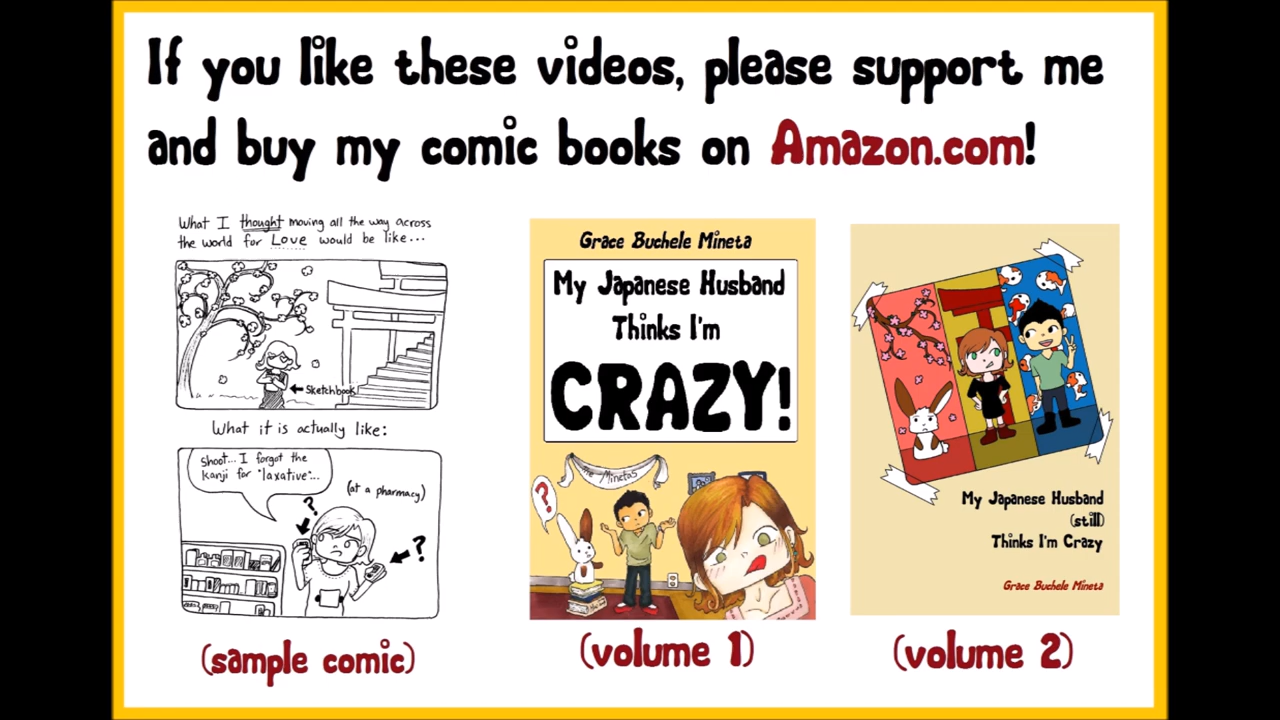 If you like these videos, please support me
and buy my comic books on Amazon.com!
What I thought moving all the way across
the world for Love would be like...
Sketchbook
What it is actually like:
Shoot... I forgot the
kanji for "laxative"...
(at a pharmacy)
?
?
(sample comic)
Grace Buchele Mineta
My Japanese Husband
Thinks I'm
CRAZY!
The Minetas
?
(volume 1)
My Japanese Husband
(still)
Thinks I'm Crazy
Grace Buchele Mineta
(volume 2)